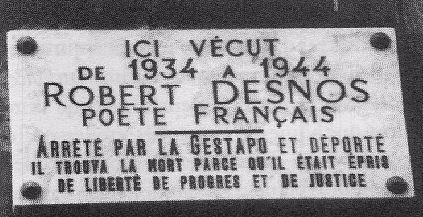 ICI VÉCUT
DE 1934 A 1944
ROBERT DESNOS
POÈTE FRANÇAIS
ARRÊTÉ PAR LA GESTAPO ET DÉPORTÉ
IL TROUVA LA MORT PARCE QU'IL ÉTAIT ÉPRIS
DE LIBERTÉ DE PROGRES ET DE JUSTICE